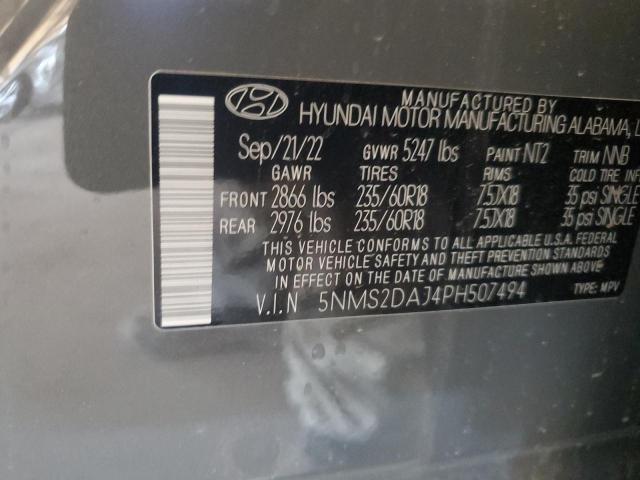 MANUFACTURED BY
HYUNDAI MOTOR MANUFACTURING ALABAMA,
Sep/21/22 GVWR 5247 lbs PAINT NT2 TRIM NNB
GAWR TIRES RIMS COLD TIRE INF
FRONT 2866 lbs 235/60R18 7.5JX18 35 psi SINGLE
REAR 2976 lbs 235/60R18 7.5JX18 35 psi SINGLE
THIS VEHICLE CONFORMS TO ALL APPLICABLE U.S.A. FEDERAL
MOTOR VEHICLE SAFETY AND THEFT PREVENTION STANDARDS
IN EFFECT ON THE DATE OF MANUFACTURE SHOWN ABOVE.
V.I.N 5NMS2DAJ4PH507494 TYPE: MPV